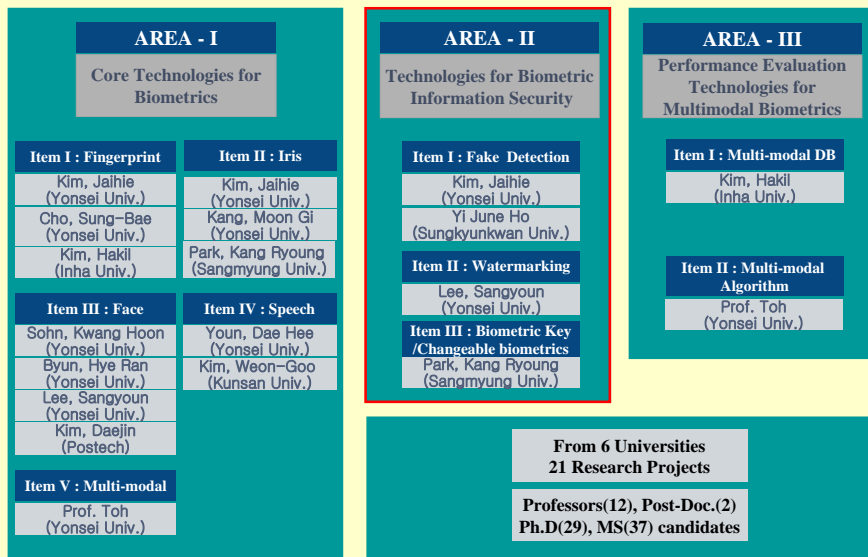 AREA - I
Core Technologies for
Biometrics
Item I : Fingerprint
Kim, Jaihie
(Yonsei Univ.)
Cho, Sung-Bae
(Yonsei Univ.)
Kim, Hakil
(Inha Univ.)
Item II : Iris
Kim, Jaihie
(Yonsei Univ.)
Kang, Moon Gi
(Yonsei Univ.)
Park, Kang Ryoung
(Sangmyung Univ.)
Item III : Face
Sohn, Kwang Hoon
(Yonsei Univ.)
Byun, Hye Ran
(Yonsei Univ.)
Lee, Sangyoun
(Yonsei Univ.)
Kim, Daejin
(Postech)
Item IV : Speech
Youn, Dae Hee
(Yonsei Univ.)
Kim, Weon-Goo
(Kunsan Univ.)
Item V : Multi-modal
Prof. Toh
(Yonsei Univ.)
AREA - II
Technologies for Biometric
Information Security
Item I : Fake Detection
Kim, Jaihie
(Yonsei Univ.)
Yi June Ho
(Sungkyunkwan Univ.)
Item II : Watermarking
Lee, Sangyoun
(Yonsei Univ.)
Item III : Biometric Key
/Changeable biometrics
Park, Kang Ryoung
(Sangmyung Univ.)
AREA - III
Performance Evaluation
Technologies for
Multimodal Biometrics
Item I : Multi-modal DB
Kim, Hakil
(Inha Univ.)
Item II : Multi-modal
Algorithm
Prof. Toh
(Yonsei Univ.)
From 6 Universities
21 Research Projects
Professors(12), Post-Doc.(2)
Ph.D(29), MS(37) candidates